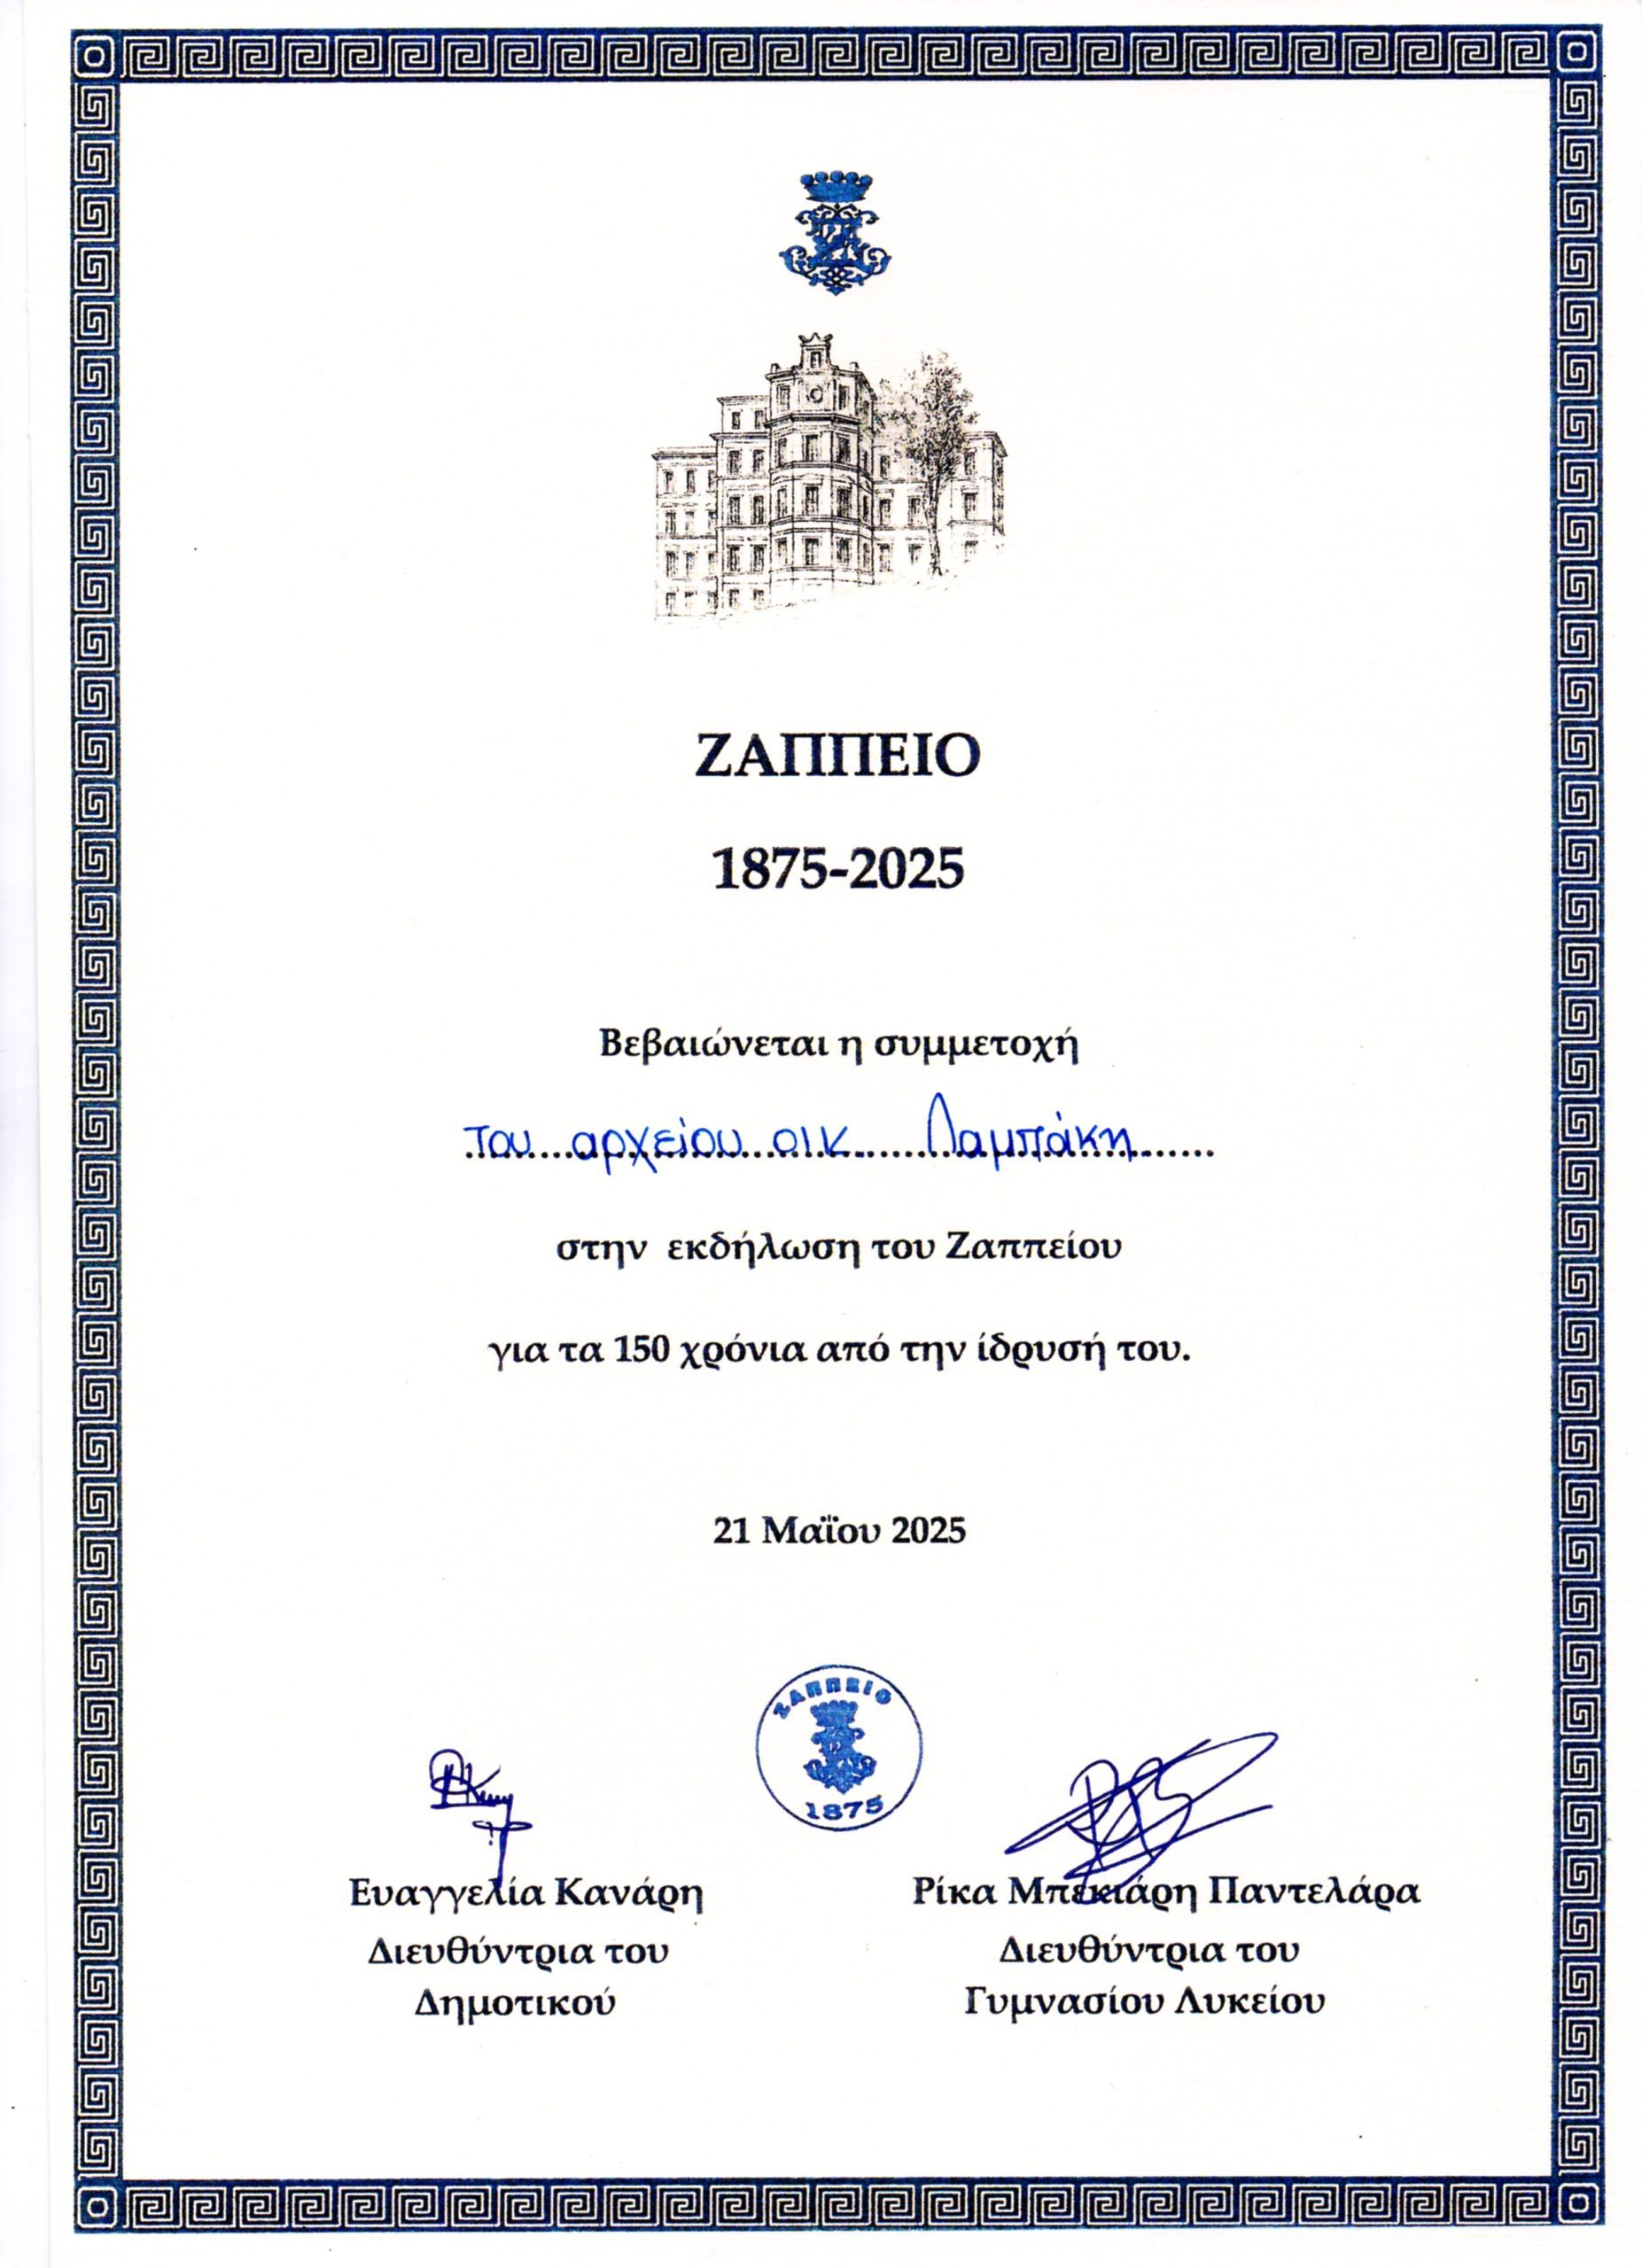 ΖΑΠΠΕΙΟ
1875-2025
Βεβαιώνεται η συμμετοχή
του αρχείου οικ. Λαμπάκη
στην εκδήλωση του Ζαππείου
για τα 150 χρόνια από την ίδρυσή του.
21 Μαΐου 2025
ΖΑΠΠΕΙΟ
1875
Ευαγγελία Κανάρη
Διευθύντρια του
Δημοτικού
Ρίκα Μπεκιάρη Παντελάρα
Διευθύντρια του
Γυμνασίου Λυκείου